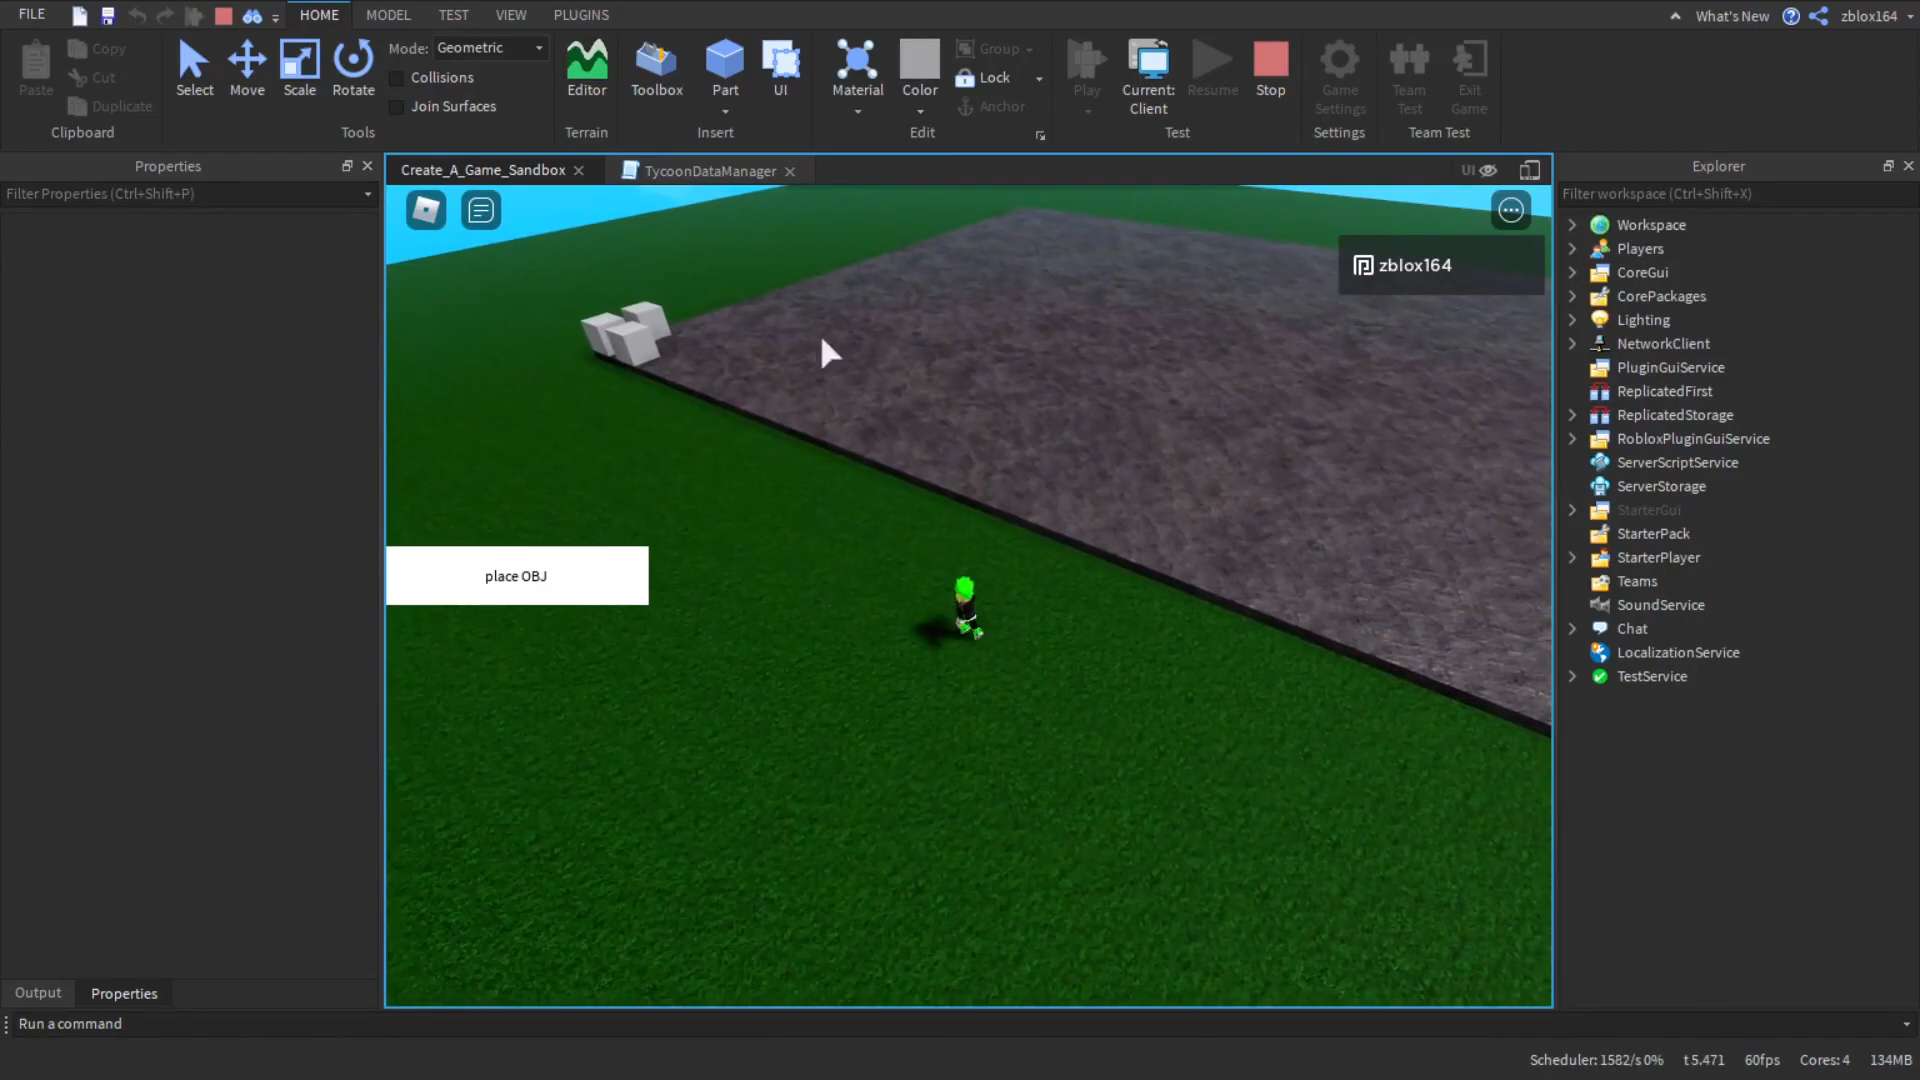 FILE
HOME
MODEL
TEST
VIEW
PLUGINS
What's New
zblox164
Paste
Copy
Cut
Duplicate
Clipboard
Select
Move
Scale
Rotate
Mode:
Geometric
Collisions
Join Surfaces
Tools
Editor
Terrain
Toolbox
Part
UI
Insert
Material
Color
Group
Lock
Anchor
Edit
Play
Current:
Client
Resume
Stop
Test
Game
Settings
Settings
Team
Test
Exit
Game
Team Test
Properties
Create_A_Game_Sandbox
TycoonDataManager
UI
Explorer
Filter Properties (Ctrl+Shift+P)
Filter workspace (Ctrl+Shift+X)
zblox164
place OBJ
Workspace
Players
CoreGui
CorePackages
Lighting
NetworkClient
PluginGuiService
ReplicatedFirst
ReplicatedStorage
RobloxPluginGuiService
ServerScriptService
ServerStorage
StarterGui
StarterPack
StarterPlayer
Teams
SoundService
Chat
LocalizationService
TestService
Output
Properties
Run a command
Scheduler: 1582/s 0%
t 5.471
60fps
Cores: 4
134MB